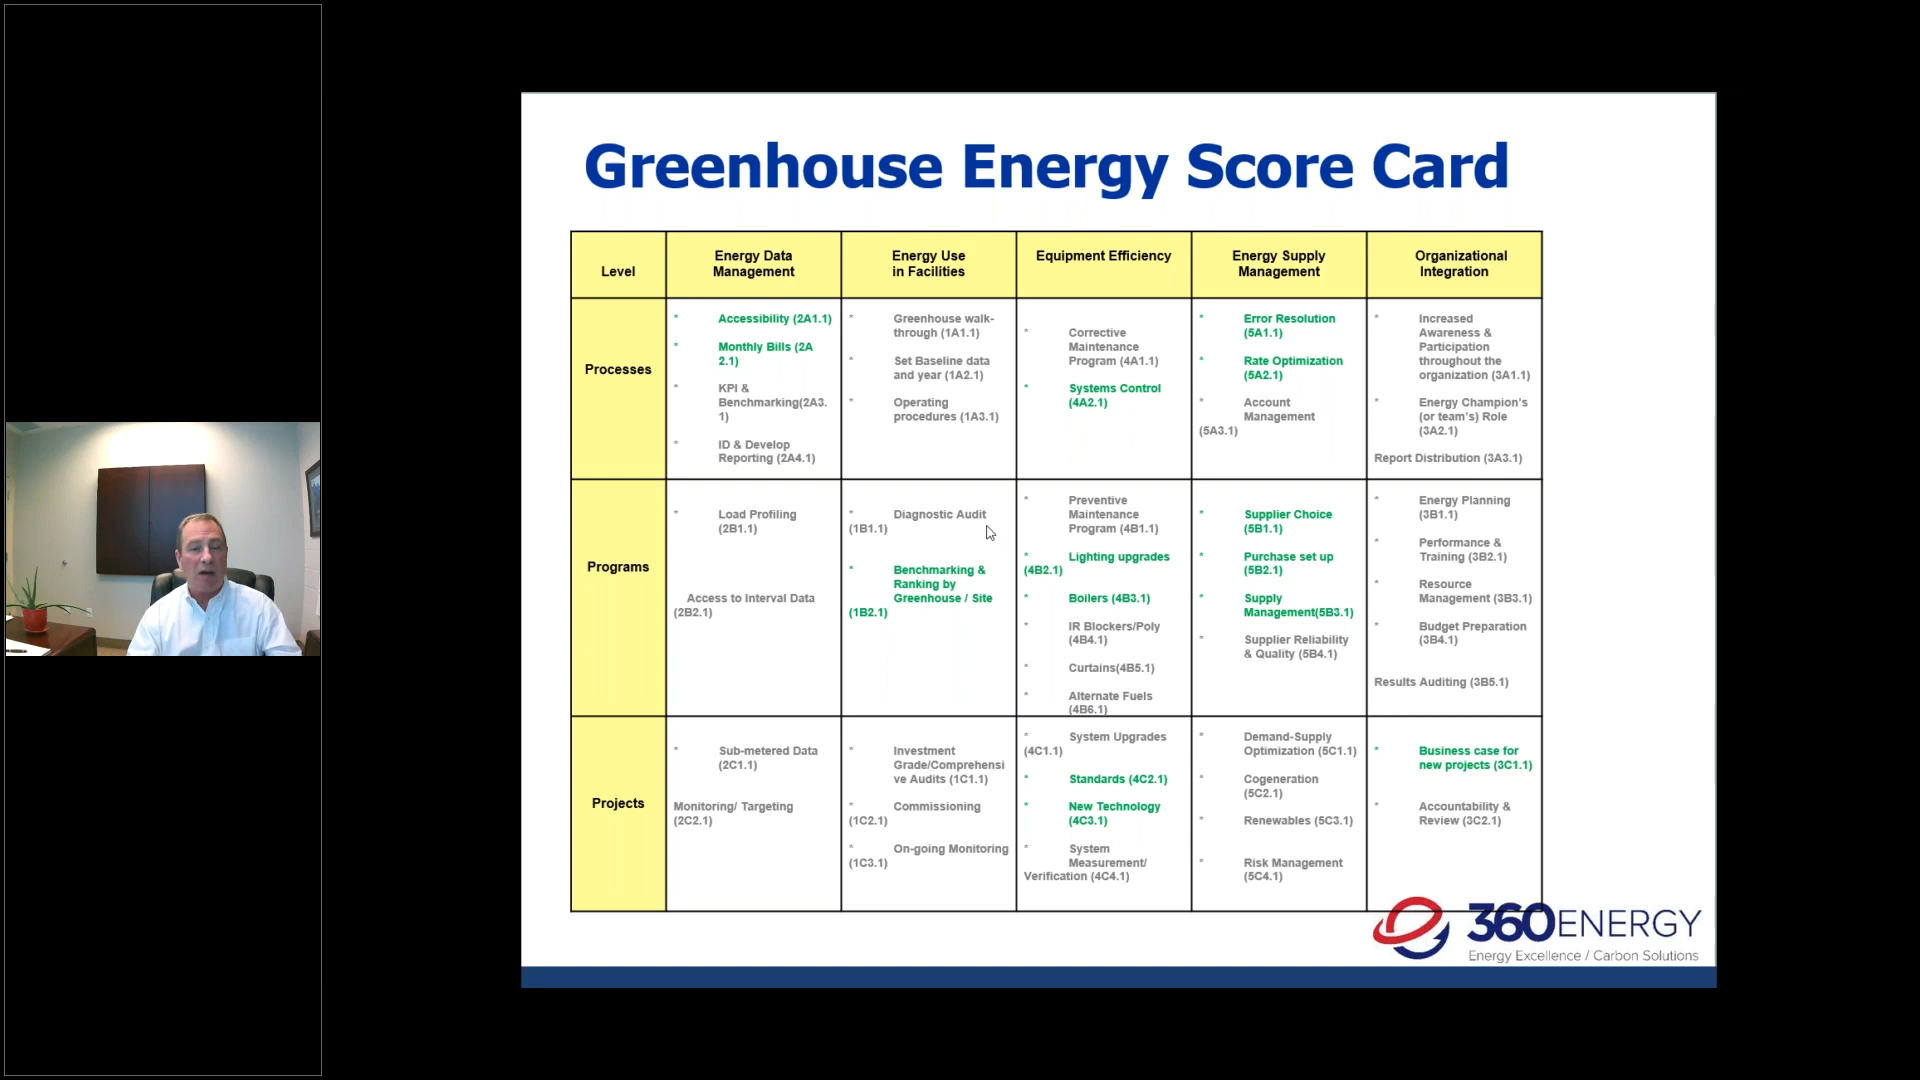 Greenhouse Energy Score Card
Level
Energy Data
Management
Energy Use
in Facilities
Equipment Efficiency
Energy Supply
Management
Organizational
Integration
Processes
* Accessibility (2A1.1)
* Monthly Bills (2A
2.1)
* KPI &
Benchmarking(2A3.
1)
* ID & Develop
Reporting (2A4.1)
* Greenhouse walk-
through (1A1.1)
* Set Baseline data
and year (1A2.1)
* Operating
procedures (1A3.1)
* Corrective
Maintenance
Program (4A1.1)
* Systems Control
(4A2.1)
* Error Resolution
(5A1.1)
* Rate Optimization
(5A2.1)
* Account
Management
(5A3.1)
* Increased
Awareness &
Participation
throughout the
organization (3A1.1)
* Energy Champion's
(or team's) Role
(3A2.1)
Report Distribution (3A3.1)
Programs
* Load Profiling
(2B1.1)
Access to Interval Data
(2B2.1)
* Diagnostic Audit
(1B1.1)
* Benchmarking &
Ranking by
Greenhouse / Site
(1B2.1)
* Preventive
Maintenance
Program (4B1.1)
* Lighting upgrades
(4B2.1)
* Boilers (4B3.1)
* IR Blockers/Poly
(4B4.1)
* Curtains(4B5.1)
* Alternate Fuels
(4B6.1)
* Supplier Choice
(5B1.1)
* Purchase set up
(5B2.1)
* Supply
Management(5B3.1)
* Supplier Reliability
& Quality (5B4.1)
* Energy Planning
(3B1.1)
* Performance &
Training (3B2.1)
* Resource
Management (3B3.1)
* Budget Preparation
(3B4.1)
Results Auditing (3B5.1)
Projects
* Sub-metered Data
(2C1.1)
Monitoring/ Targeting
(2C2.1)
* Investment
Grade/Comprehensi
ve Audits (1C1.1)
* Commissioning
(1C2.1)
* On-going Monitoring
(1C3.1)
* System Upgrades
(4C1.1)
* Standards (4C2.1)
* New Technology
(4C3.1)
* System
Measurement/
Verification (4C4.1)
* Demand-Supply
Optimization (5C1.1)
* Cogeneration
(5C2.1)
* Renewables (5C3.1)
* Risk Management
(5C4.1)
* Business case for
new projects (3C1.1)
* Accountability &
Review (3C2.1)
360ENERGY
Energy Excellence / Carbon Solutions